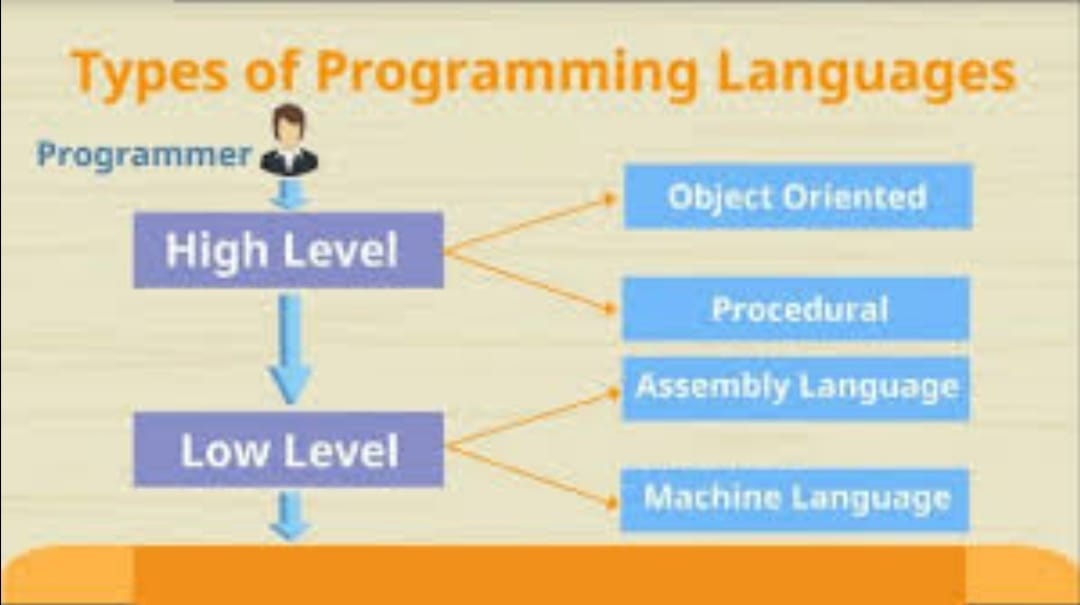 Types of Programming Languages
Programmer
High Level
Object Oriented
Procedural
Low Level
Assembly Language
Machine Language